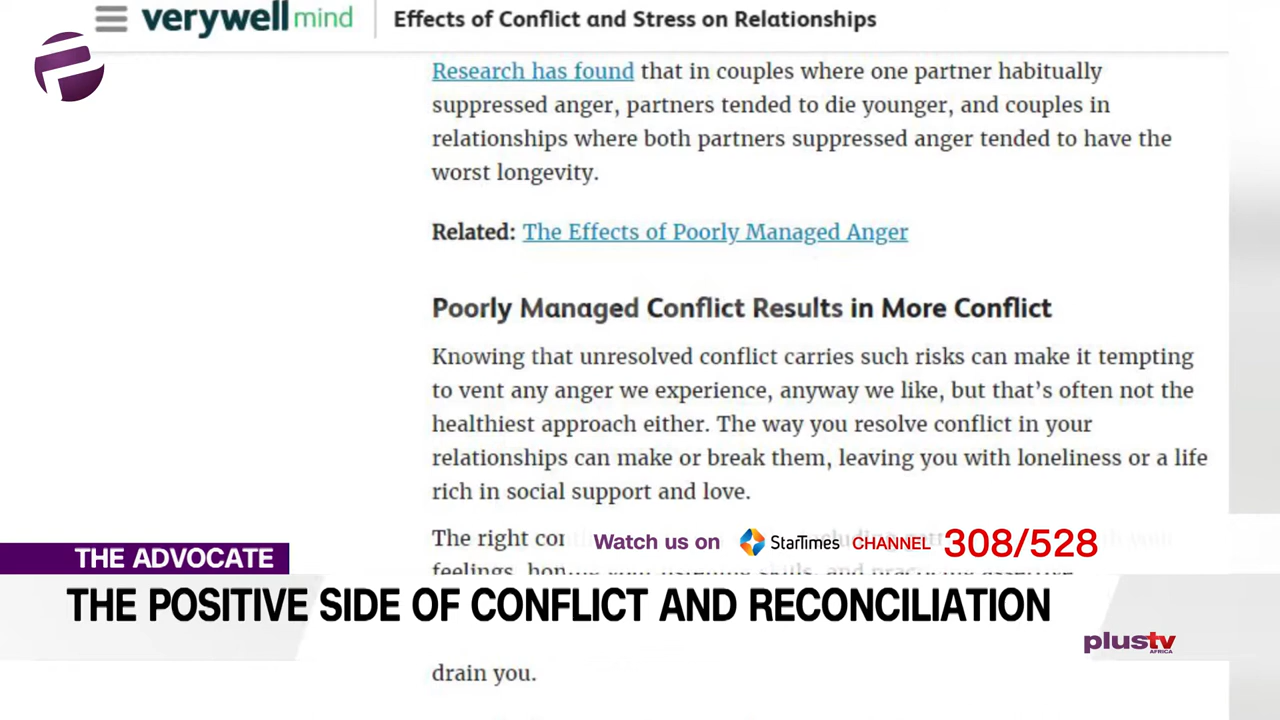 verywell mind
Effects of Conflict and Stress on Relationships
Research has found that in couples where one partner habitually
suppressed anger, partners tended to die younger, and couples in
relationships where both partners suppressed anger tended to have the
worst longevity.
Related: The Effects of Poorly Managed Anger
Poorly Managed Conflict Results in More Conflict
Knowing that unresolved conflict carries such risks can make it tempting
to vent any anger we experience, anyway we like, but that's often not the
healthiest approach either. The way you resolve conflict in your
relationships can make or break them, leaving you with loneliness or a life
rich in social support and love.
The right
Watch us on StarTimes CHANNEL 308/528
feelings,
THE ADVOCATE
THE POSITIVE SIDE OF CONFLICT AND RECONCILIATION
plustv
AFRICA
drain you.